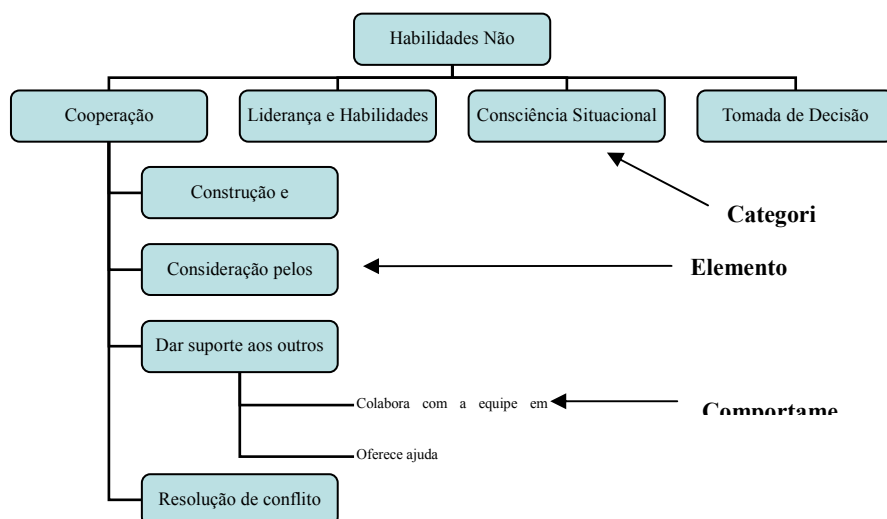 Habilidades Não
Cooperação
Liderança e Habilidades
Consciência Situacional
Tomada de Decisão
Construção e
Categori
Consideração pelos
Elemento
Dar suporte aos outros
Colabora com a equipe em
Comportame
Oferece ajuda
Resolução de conflito